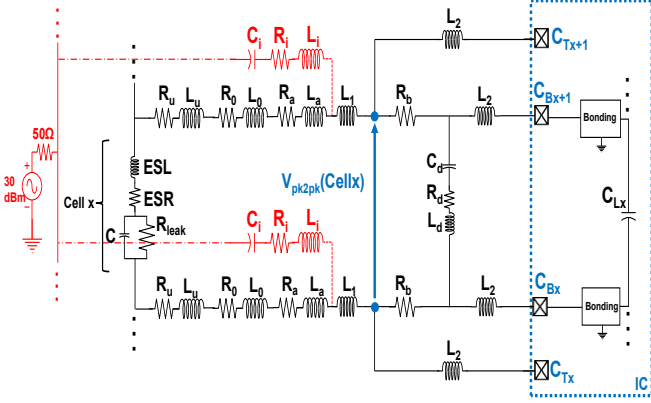 L2
CTx+1
Ci Ri Li
CBx+1
Ru Lu R0 L0 Ra La L1 Rb L2
Bonding
50Ω
+
30
dBm
-
Cell x
ESL
ESR
C
Rleak
Vpk2pk(Cellx)
Cd
Rd
Ld
CLx
Ci Ri Li
CBx
Ru Lu R0 L0 Ra La L1 Rb L2
Bonding
L2
CTx
IC